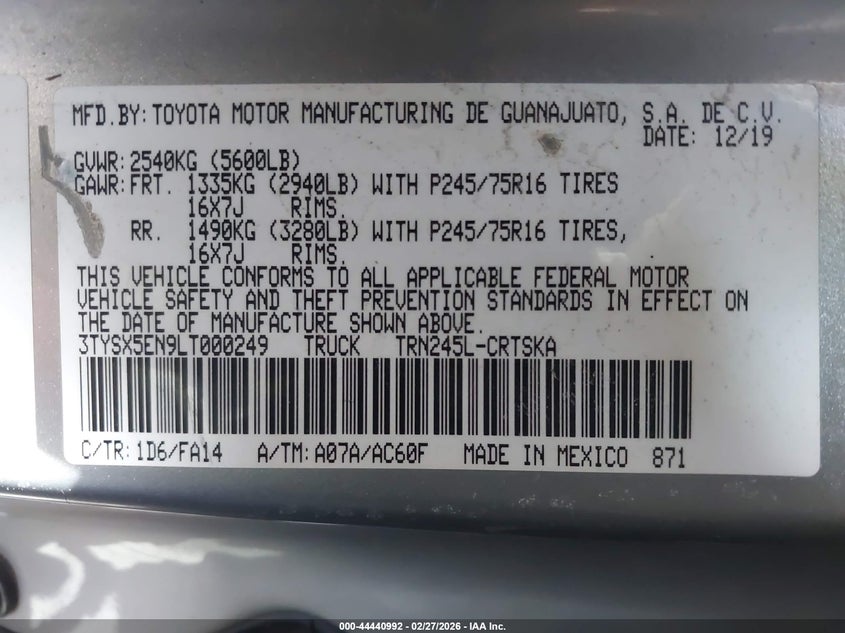 MFD.BY:TOYOTA MOTOR MANUFACTURING DE GUANAJUATO, S.A. DE C.V.
DATE: 12/19
GVWR:2540KG (5600LB)
GAWR:FRT. 1335KG (2940LB) WITH P245/75R16 TIRES
16X7J RIMS.
RR. 1490KG (3280LB) WITH P245/75R16 TIRES,
16X7J RIMS.
THIS VEHICLE CONFORMS TO ALL APPLICABLE FEDERAL MOTOR
VEHICLE SAFETY AND THEFT PREVENTION STANDARDS IN EFFECT ON
THE DATE OF MANUFACTURE SHOWN ABOVE.
3TYSX5EN9LT000249 TRUCK TRN245L-CRTSKA
C/TR:1D6/FA14 A/TM:A07A/AC60F MADE IN MEXICO 871
000-44440992 - 02/27/2026 - IAA Inc.